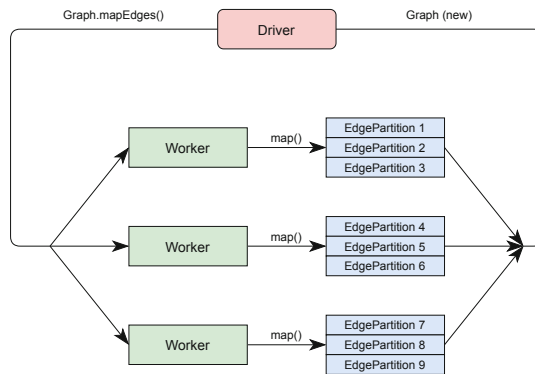 Graph.mapEdges()
Driver
Graph (new)
Worker
map()
EdgePartition 1
EdgePartition 2
EdgePartition 3
Worker
map()
EdgePartition 4
EdgePartition 5
EdgePartition 6
Worker
map()
EdgePartition 7
EdgePartition 8
EdgePartition 9